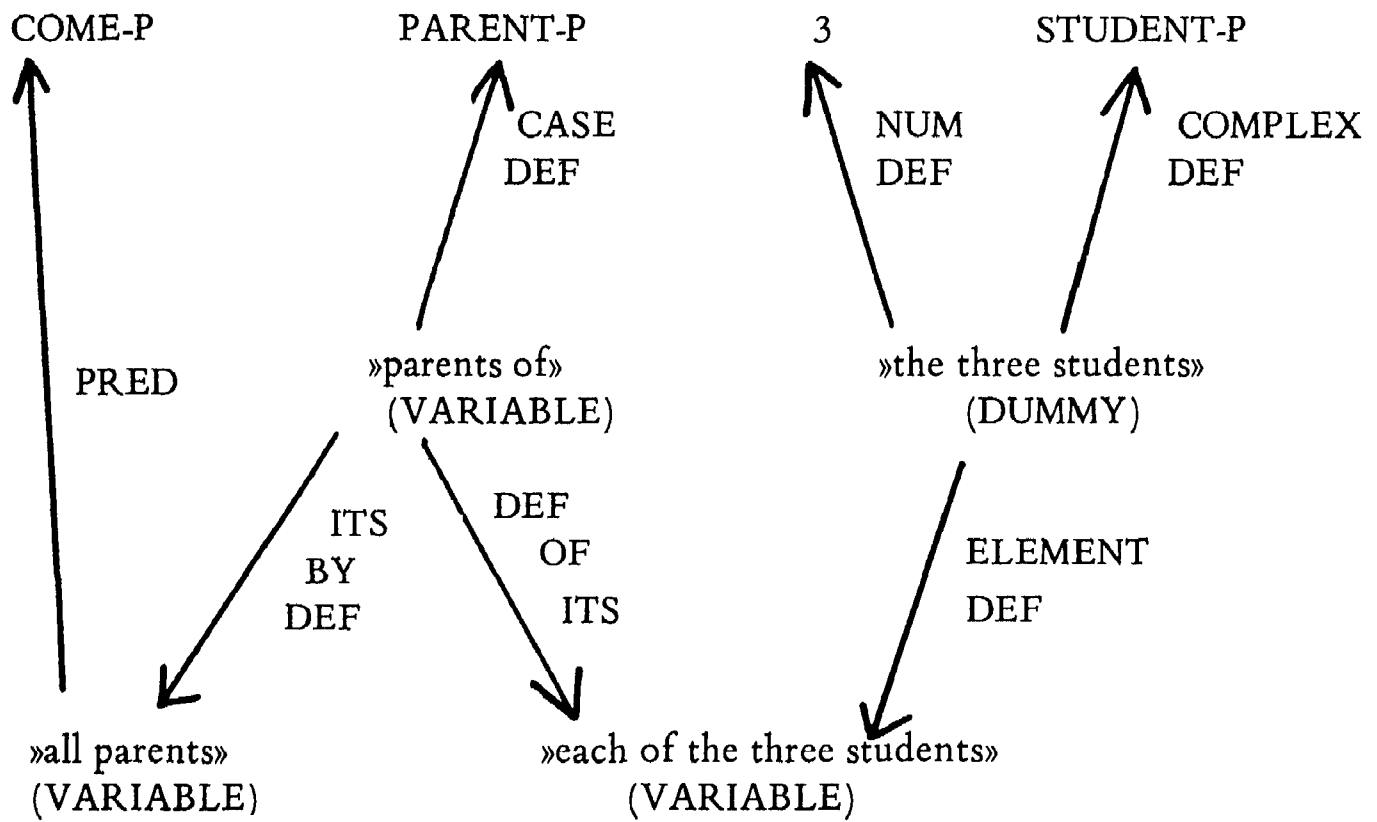 COME-P PARENT-P 3 STUDENT-P
CASE NUM COMPLEX
DEF DEF DEF
»parents of» »the three students»
PRED (VARIABLE) (DUMMY)
DEF
ITS OF ELEMENT
BY
DEF ITS DEF
»all parents» »each of the three students»
(VARIABLE) (VARIABLE)